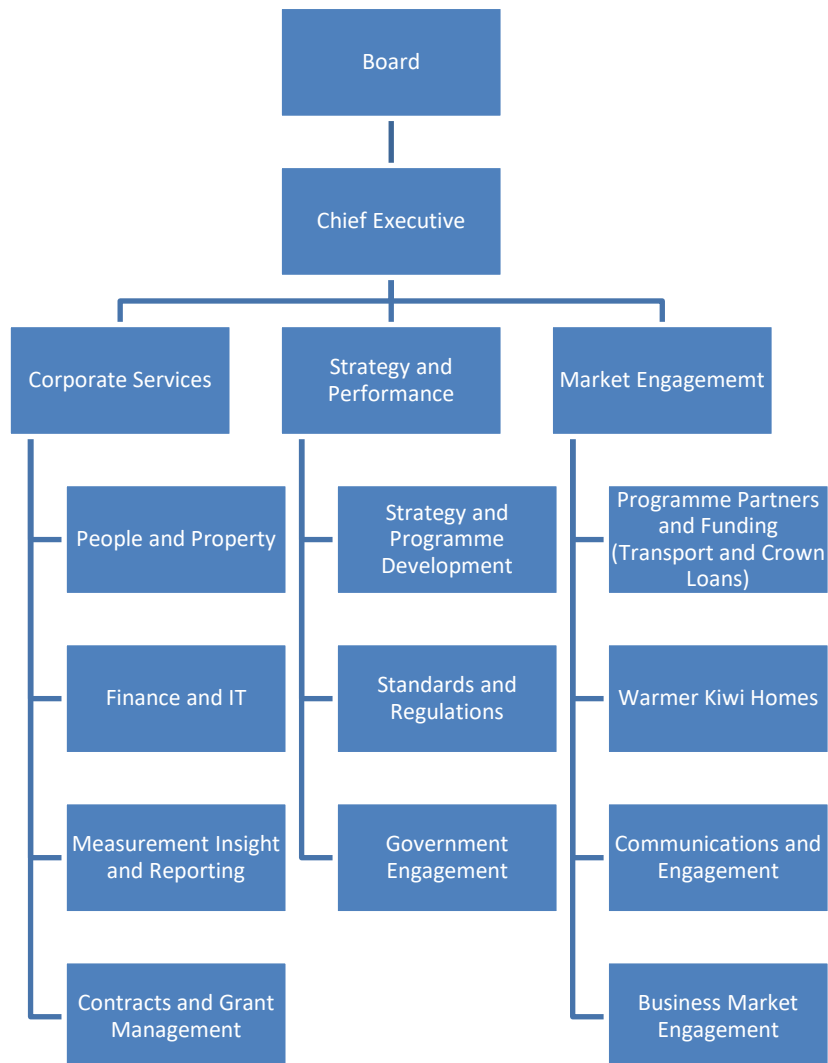 Board
Chief Executive
Corporate Services
Strategy and
Performance
Market Engagememt
People and Property
Strategy and
Programme
Development
Programme Partners
and Funding
(Transport and Crown
Loans)
Finance and IT
Standards and
Regulations
Warmer Kiwi Homes
Measurement Insight
and Reporting
Government
Engagement
Communications and
Engagement
Contracts and Grant
Management
Business Market
Engagement